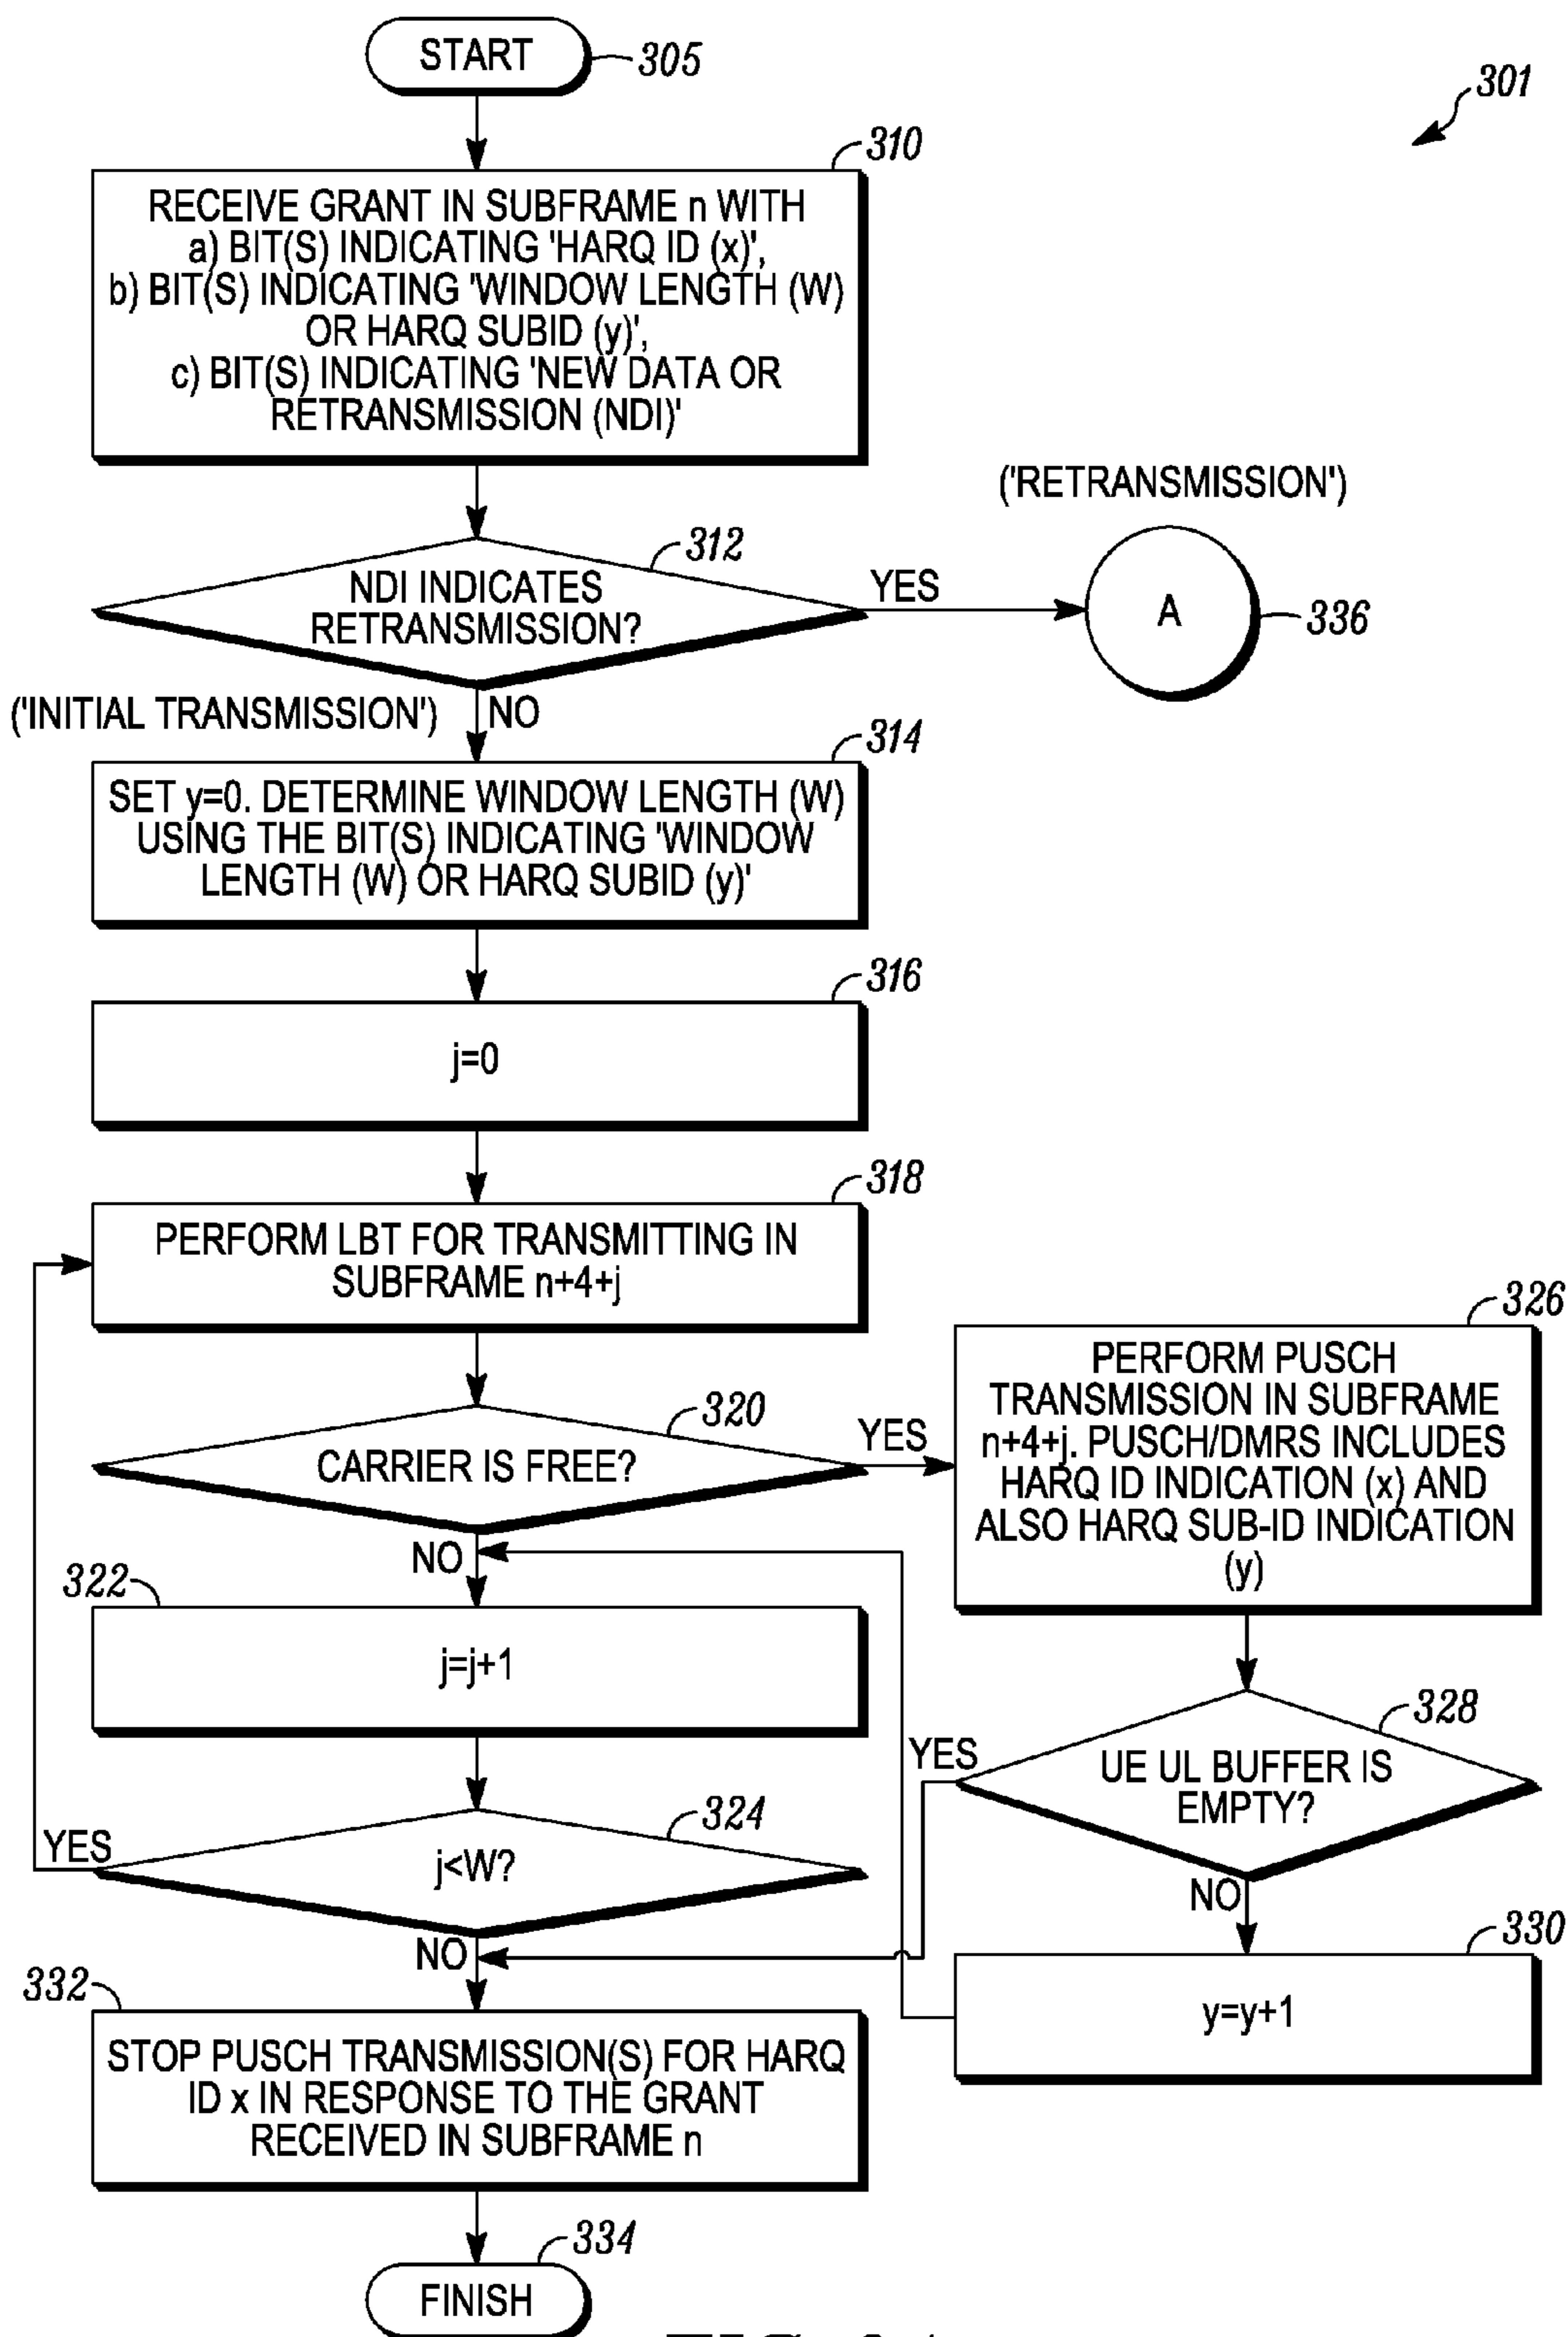 START
305
301
310
RECEIVE GRANT IN SUBFRAME n WITH
a) BIT(S) INDICATING 'HARQ ID (x)',
b) BIT(S) INDICATING 'WINDOW LENGTH (W)
OR HARQ SUBID (y)',
c) BIT(S) INDICATING 'NEW DATA OR
RETRANSMISSION (NDI)'
('RETRANSMISSION')
312
NDI INDICATES
RETRANSMISSION?
YES
A
336
('INITIAL TRANSMISSION')
NO
314
SET y=0. DETERMINE WINDOW LENGTH (W)
USING THE BIT(S) INDICATING 'WINDOW
LENGTH (W) OR HARQ SUBID (y)'
316
j=0
318
PERFORM LBT FOR TRANSMITTING IN
SUBFRAME n+4+j
320
CARRIER IS FREE?
YES
326
PERFORM PUSCH
TRANSMISSION IN SUBFRAME
n+4+j. PUSCH/DMRS INCLUDES
HARQ ID INDICATION (x) AND
ALSO HARQ SUB-ID INDICATION
(y)
NO
322
j=j+1
328
UE UL BUFFER IS
EMPTY?
YES
324
j<W?
YES
NO
NO
330
y=y+1
332
STOP PUSCH TRANSMISSION(S) FOR HARQ
ID x IN RESPONSE TO THE GRANT
RECEIVED IN SUBFRAME n
334
FINISH